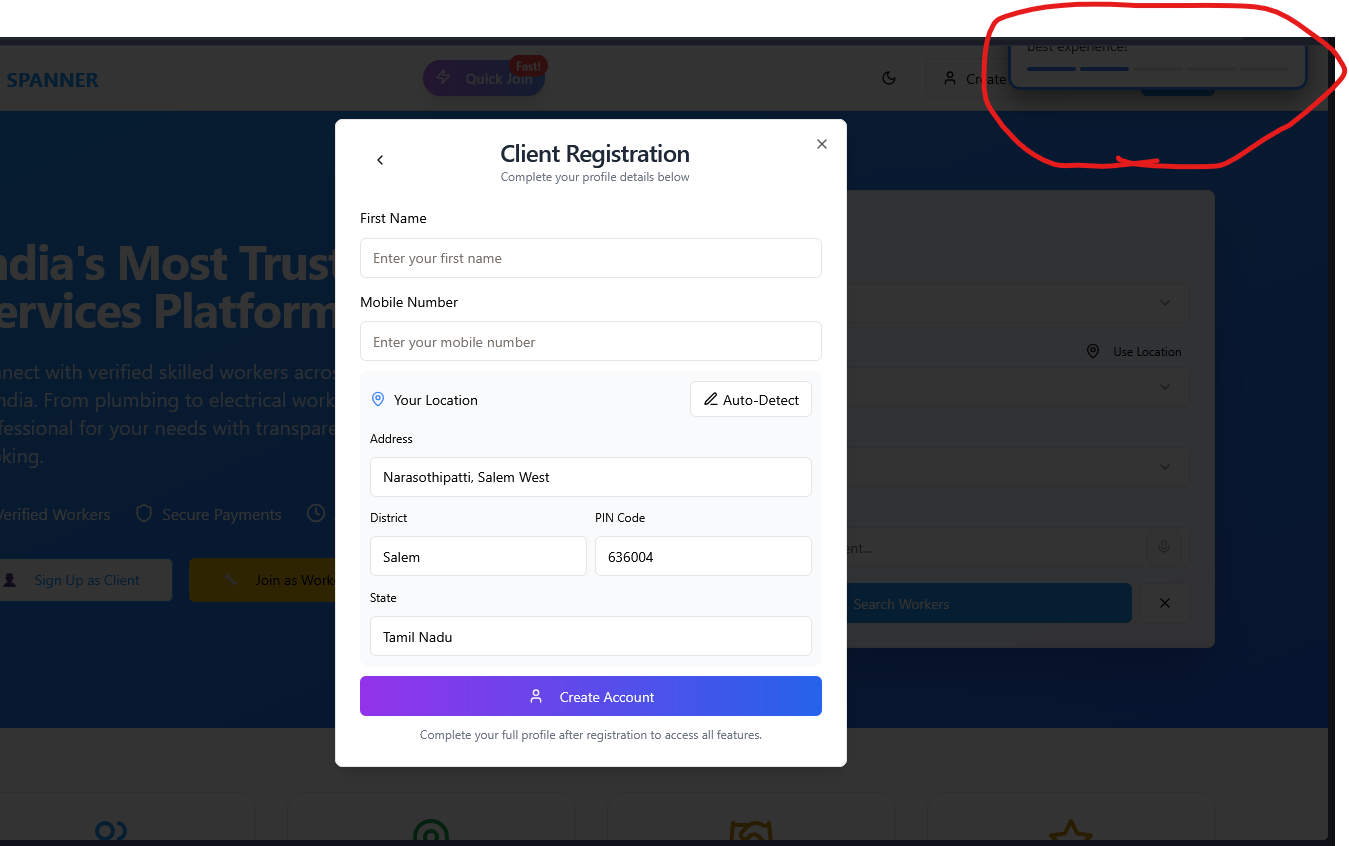 best experience!
SPANNER
Quick Join
Fast!
Create
Client Registration
Complete your profile details below
First Name
Enter your first name
Mobile Number
Enter your mobile number
Your Location
Auto-Detect
Address
Narasothipatti, Salem West
District
PIN Code
Salem
636004
State
Tamil Nadu
Create Account
Complete your full profile after registration to access all features.
ndia's Most Trust
ervices Platform
nnect with verified skilled workers acros
ndia. From plumbing to electrical work
ofessional for your needs with transpare
oking.
Verified Workers
Secure Payments
Sign Up as Client
Join as Worke
Use Location
ent...
Search Workers